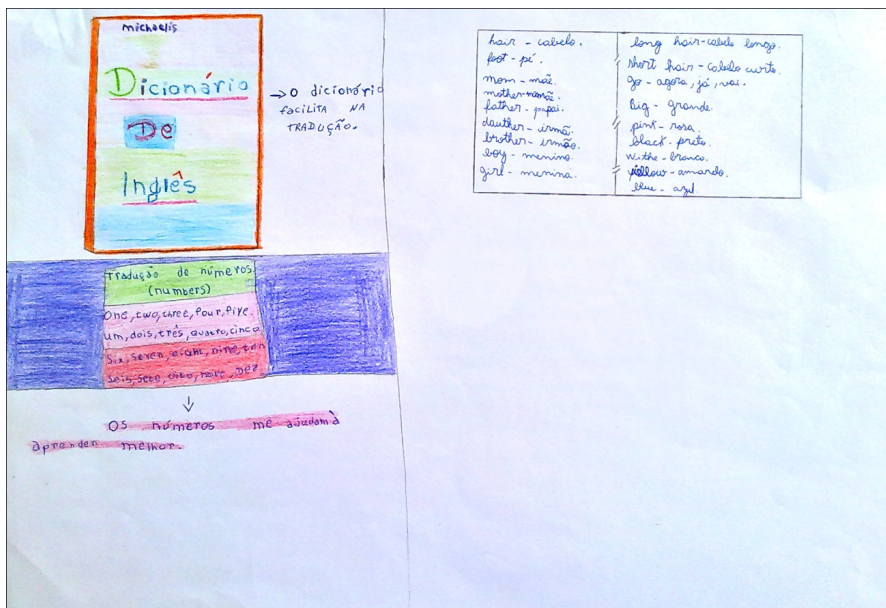 michaelis
Dicionário
De
Inglês
→ O dicionário
facilita na
tradução.
Tradução de números
(numbers)
One, two, three, four, five.
um, dois, três, quatro, cinco
Six, seven, eight, nine, ten
Seis, sete, oito, nove, Dez
Os números me ajudam à
aprender melhor.
hair - cabelo.
foot - pé.
mom - mãe.
mother
father - papai.
dauther - irmã.
brother - irmão.
boy - menino.
girl - menina.
long hair - cabelo longo.
short hair - cabelo curto.
go - agora, já, vai.
Big - grande.
pink - rosa.
black - preto.
withe - branco.
yillow - amarelo.
blue - azul